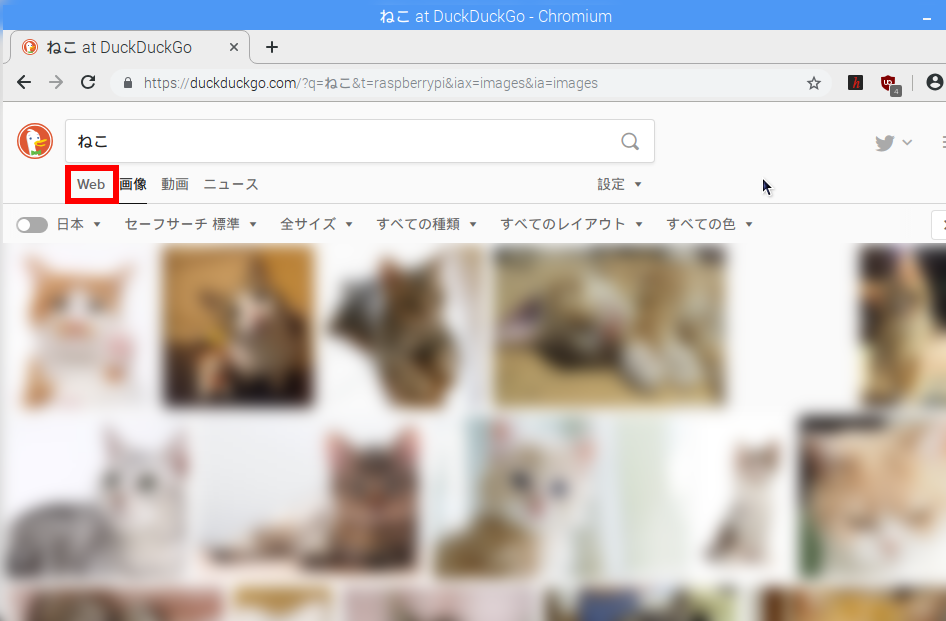 ねこ at DuckDuckGo - Chromium
ねこ at DuckDuckGo
https://duckduckgo.com/?q=ねこ&t=raspberrypi&iax=images&ia=images
4
ねこ
Web 画像 動画 ニュース 設定
日本 セーフサーチ 標準 全サイズ すべての種類 すべてのレイアウト すべての色